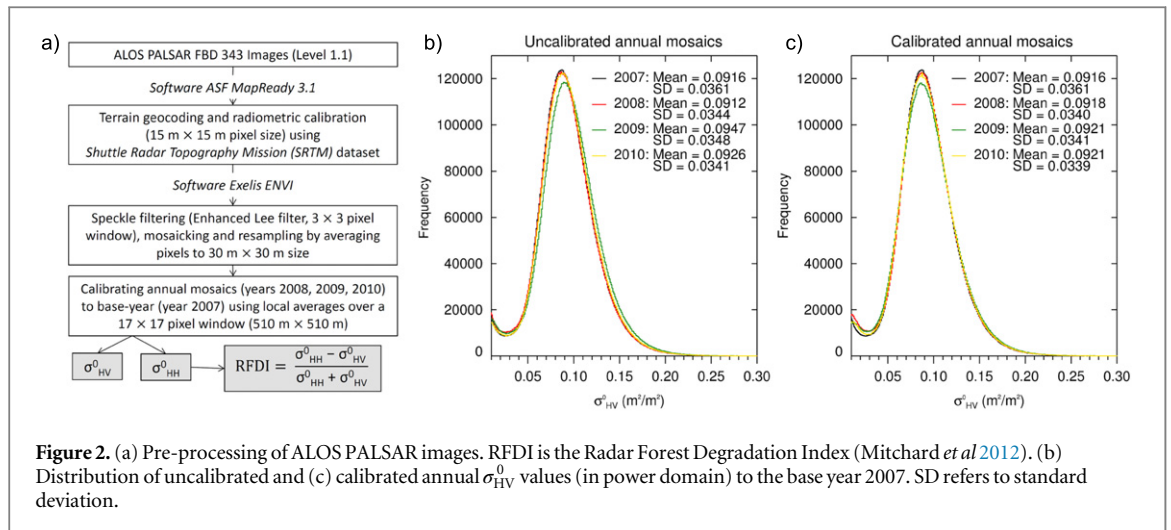 a)
ALOS PALSAR FBD 343 Images (Level 1.1)
Software ASF MapReady 3.1
Terrain geocoding and radiometric calibration
(15 m × 15 m pixel size) using
Shuttle Radar Topography Mission (SRTM) dataset
Software Exelis ENVI
Speckle filtering (Enhanced Lee filter, 3 × 3 pixel
window), mosaicking and resampling by averaging
pixels to 30 m × 30 m size
Calibrating annual mosaics (years 2008, 2009, 2010)
to base-year (year 2007) using local averages over a
17 × 17 pixel window (510 m × 510 m)
σ⁰HV
σ⁰HH
RFDI = (σ⁰HH − σ⁰HV) / (σ⁰HH + σ⁰HV)
b)
Uncalibrated annual mosaics
2007: Mean = 0.0916
SD = 0.0361
2008: Mean = 0.0912
SD = 0.0344
2009: Mean = 0.0947
SD = 0.0348
2010: Mean = 0.0926
SD = 0.0341
Frequency
120000
100000
80000
60000
40000
20000
0
0.05 0.10 0.15 0.20 0.25 0.30
σ⁰HV (m²/m²)
c)
Calibrated annual mosaics
2007: Mean = 0.0916
SD = 0.0361
2008: Mean = 0.0918
SD = 0.0340
2009: Mean = 0.0921
SD = 0.0341
2010: Mean = 0.0921
SD = 0.0339
Frequency
120000
100000
80000
60000
40000
20000
0
0.05 0.10 0.15 0.20 0.25 0.30
σ⁰HV (m²/m²)
Figure 2. (a) Pre-processing of ALOS PALSAR images. RFDI is the Radar Forest Degradation Index (Mitchard et al 2012). (b)
Distribution of uncalibrated and (c) calibrated annual σ⁰HV values (in power domain) to the base year 2007. SD refers to standard
deviation.